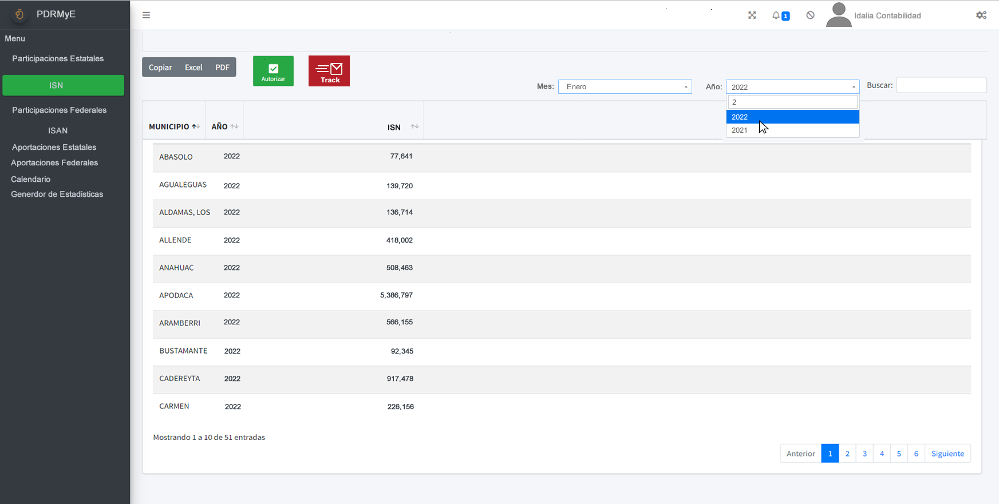 PDRMyE
Menu
Participaciones Estatales
ISN
Participaciones Federales
ISAN
Aportaciones Estatales
Aportaciones Federales
Calendario
Generdor de Estadisticas
1
Idalia Contabilidad
Copiar Excel PDF
Autorizar
Track
Mes: Enero
Año: 2022
Buscar:
2
2022
2021
MUNICIPIO AÑO ISN
ABASOLO 2022 77,641
AGUALEGUAS 2022 139,720
ALDAMAS, LOS 2022 136,714
ALLENDE 2022 418,002
ANAHUAC 2022 508,463
APODACA 2022 5,386,797
ARAMBERRI 2022 566,155
BUSTAMANTE 2022 92,345
CADEREYTA 2022 917,478
CARMEN 2022 226,156
Mostrando 1 a 10 de 51 entradas
Anterior 1 2 3 4 5 6 Siguiente